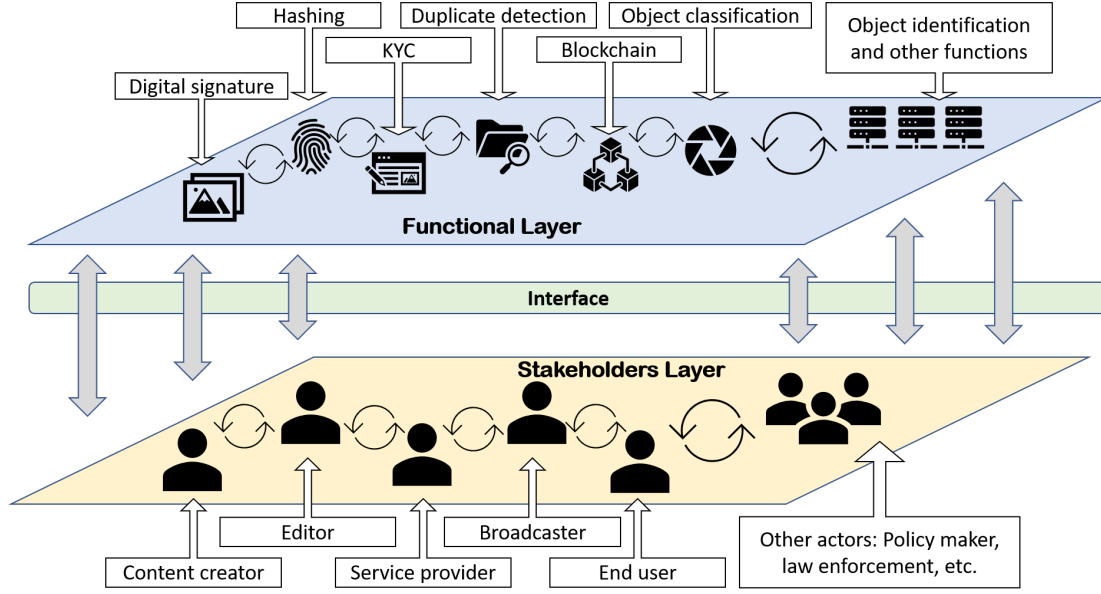 Hashing
Duplicate detection
Object classification
Object identification
and other functions
KYC
Blockchain
Digital signature
Functional Layer
Interface
Stakeholders Layer
Editor
Broadcaster
Other actors: Policy maker,
law enforcement, etc.
Content creator
Service provider
End user